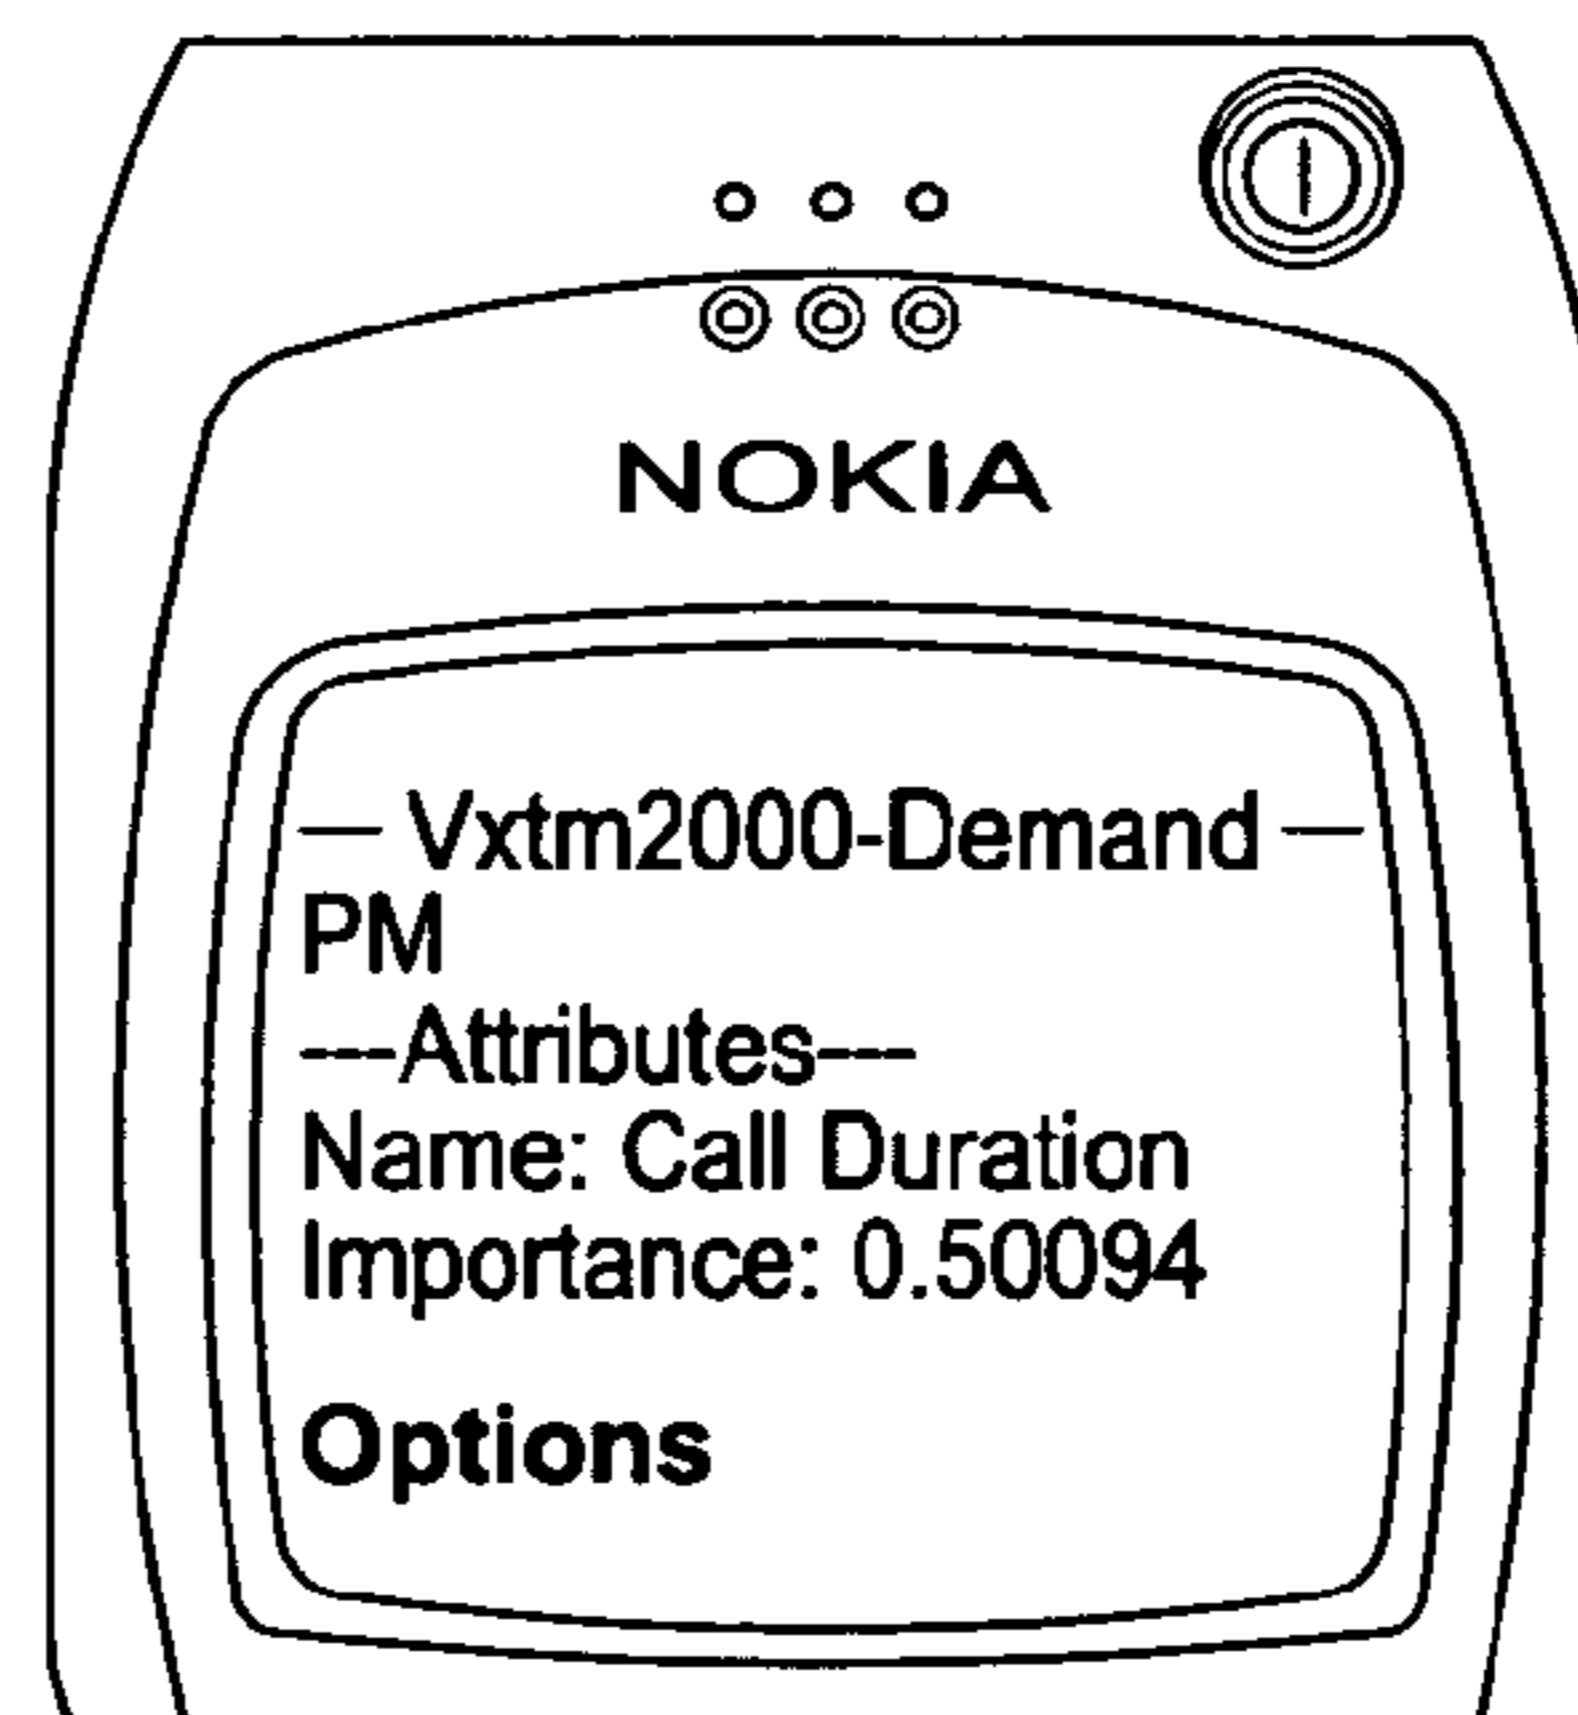 NOKIA
— Vxtm2000-Demand —
PM
---Attributes---
Name: Call Duration
Importance: 0.50094
Options